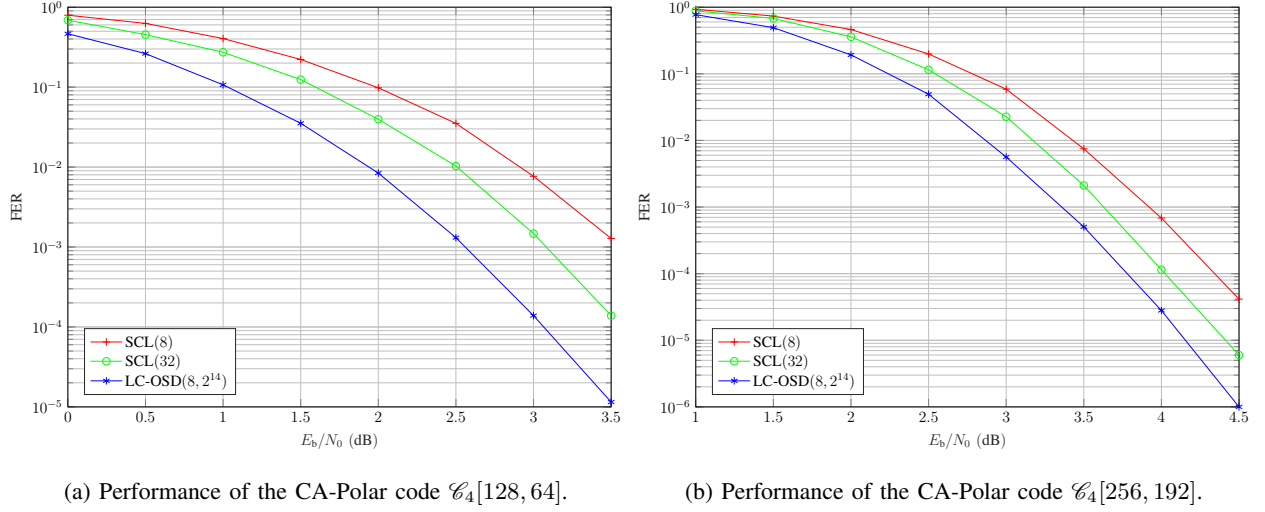 10^0
10^-1
10^-2
10^-3
10^-4
10^-5
FER
0 0.5 1 1.5 2 2.5 3 3.5
E_b/N_0 (dB)
SCL(8)
SCL(32)
LC-OSD(8, 2^14)
(a) Performance of the CA-Polar code 𝒞_4[128, 64].
10^0
10^-1
10^-2
10^-3
10^-4
10^-5
10^-6
FER
1 1.5 2 2.5 3 3.5 4 4.5
E_b/N_0 (dB)
SCL(8)
SCL(32)
LC-OSD(8, 2^14)
(b) Performance of the CA-Polar code 𝒞_4[256, 192].